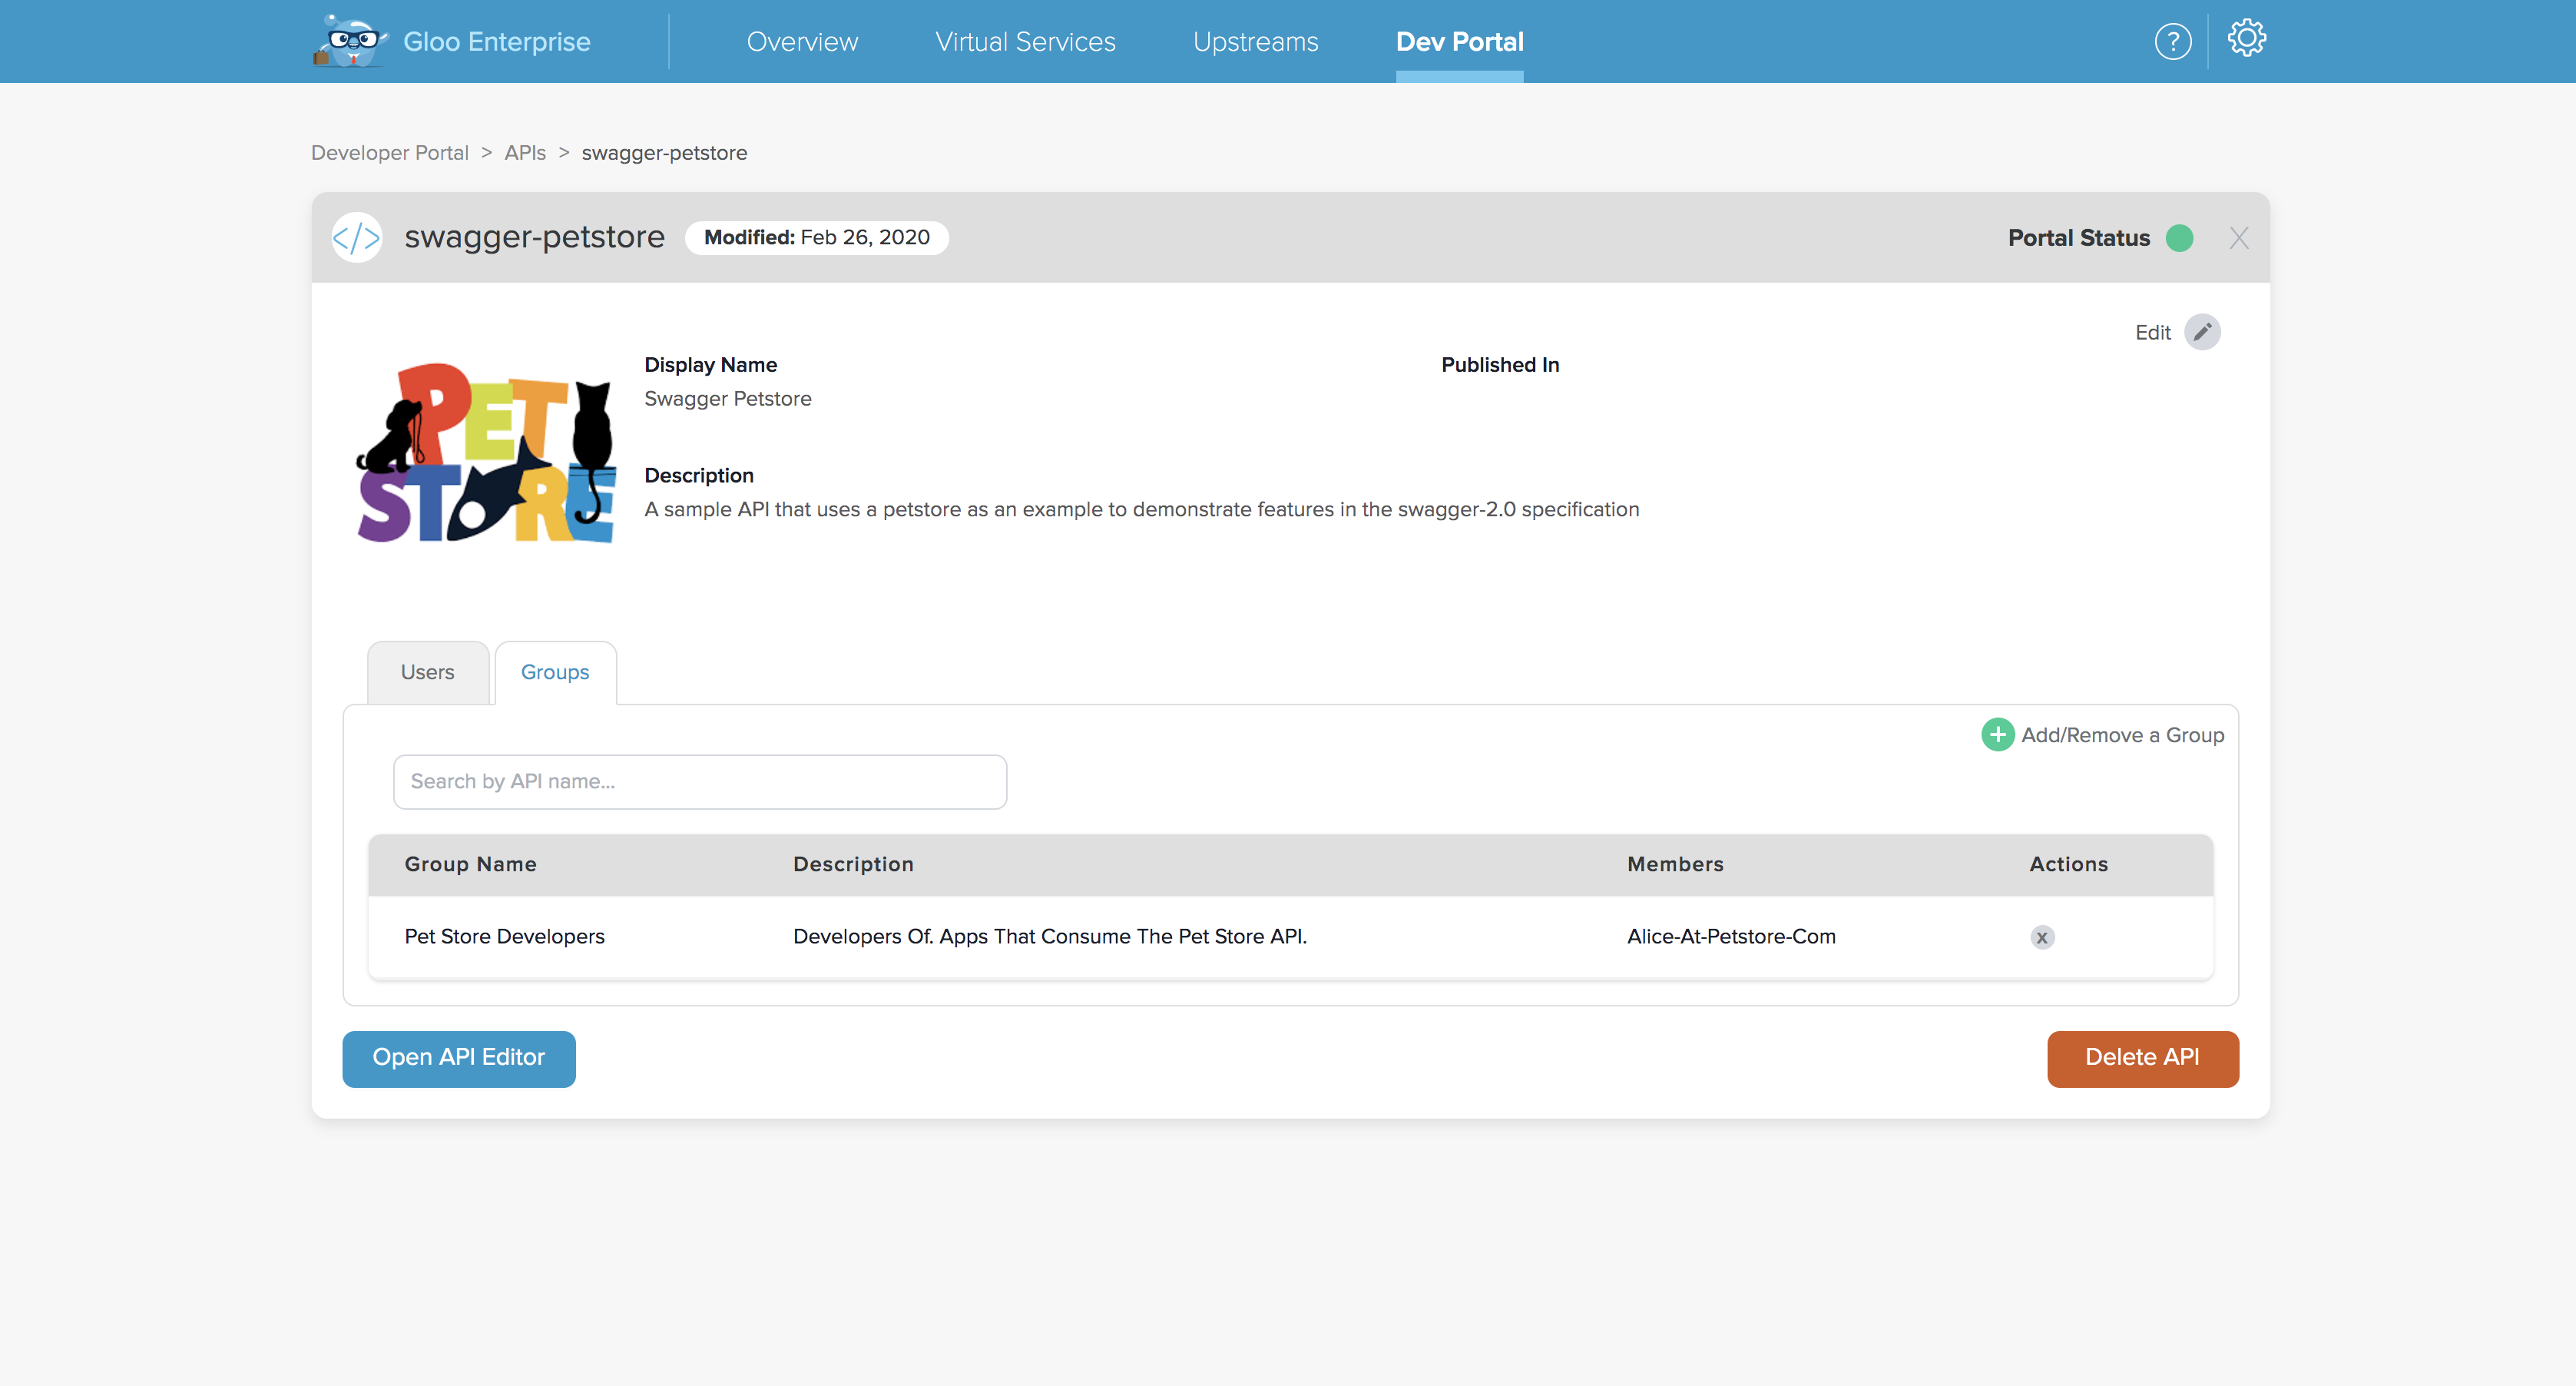 Gloo Enterprise
Overview
Virtual Services
Upstreams
Dev Portal
?
Developer Portal > APIs > swagger-petstore
</> swagger-petstore
Modified: Feb 26, 2020
Portal Status
X
Edit
PET
STORE
Display Name
Swagger Petstore
Published In
Description
A sample API that uses a petstore as an example to demonstrate features in the swagger-2.0 specification
Users
Groups
+ Add/Remove a Group
Search by API name...
Group Name Description Members Actions
Pet Store Developers Developers Of. Apps That Consume The Pet Store API. Alice-At-Petstore-Com x
Open API Editor
Delete API